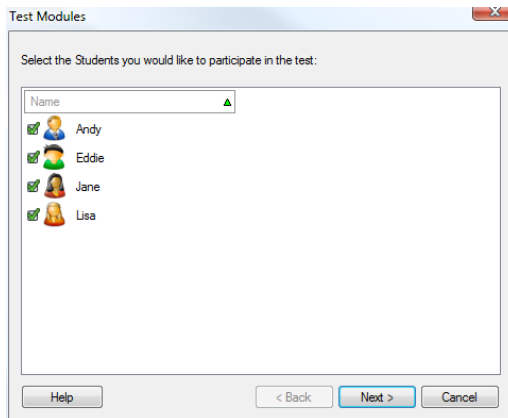 Test Modules
Select the Students you would like to participate in the test:
Name
Andy
Eddie
Jane
Lisa
Help
< Back
Next >
Cancel